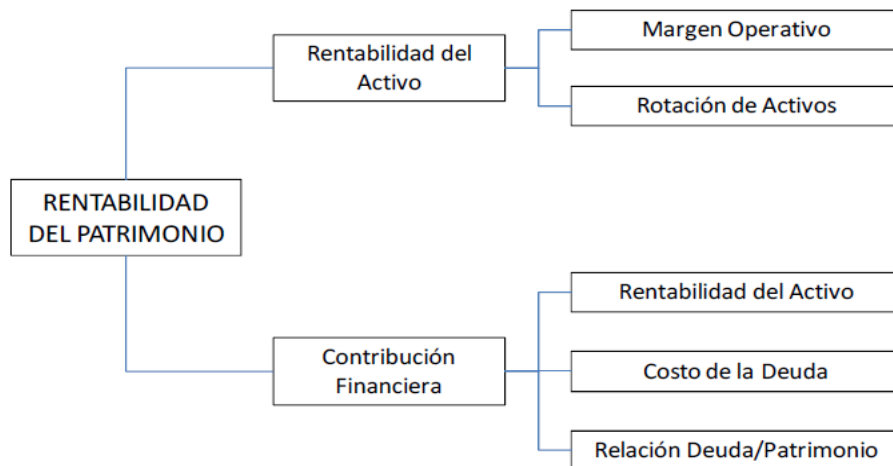 Margen Operativo
Rentabilidad del
Activo
Rotación de Activos
RENTABILIDAD
DEL PATRIMONIO
Rentabilidad del Activo
Contribución
Financiera
Costo de la Deuda
Relación Deuda/Patrimonio